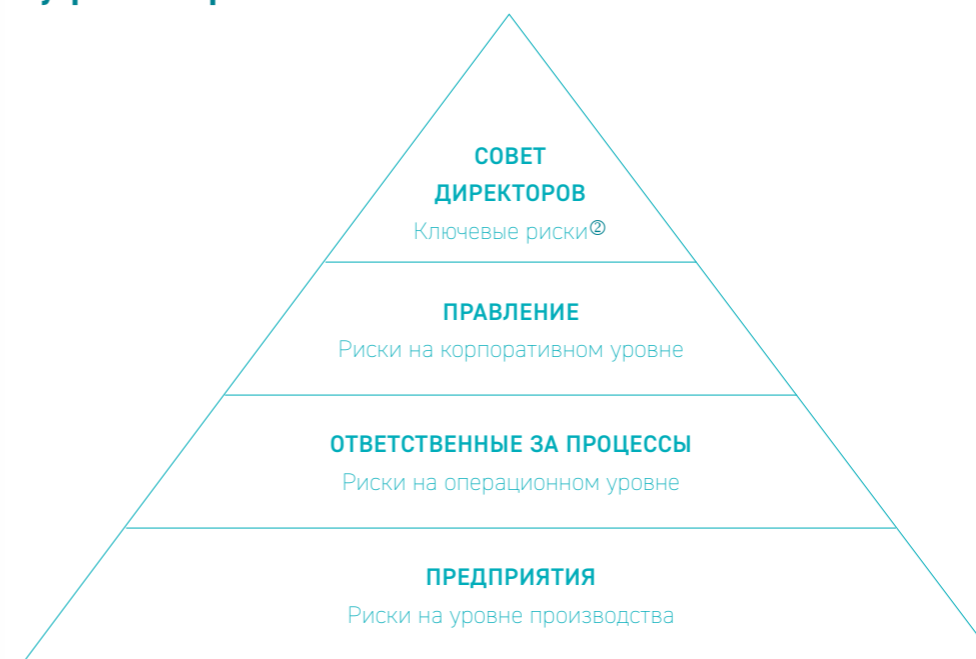 СОВЕТ
ДИРЕКТОРОВ
Ключевые риски②
ПРАВЛЕНИЕ
Риски на корпоративном уровне
ОТВЕТСТВЕННЫЕ ЗА ПРОЦЕССЫ
Риски на операционном уровне
ПРЕДПРИЯТИЯ
Риски на уровне производства